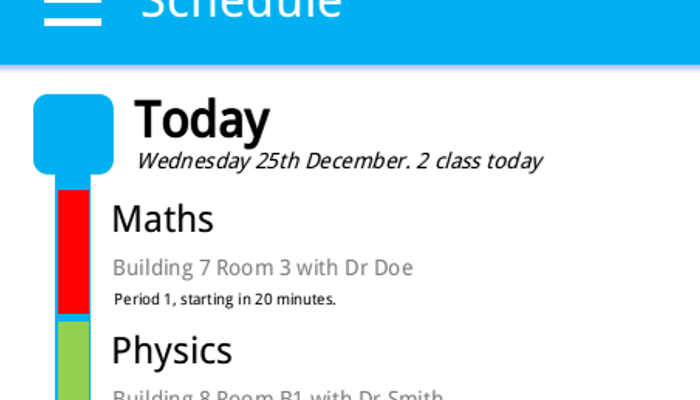 Schedule
Today
Wednesday 25th December. 2 class today
Maths
Building 7 Room 3 with Dr Doe
Period 1, starting in 20 minutes.
Physics
Building 8 Room B1 with Dr Smith